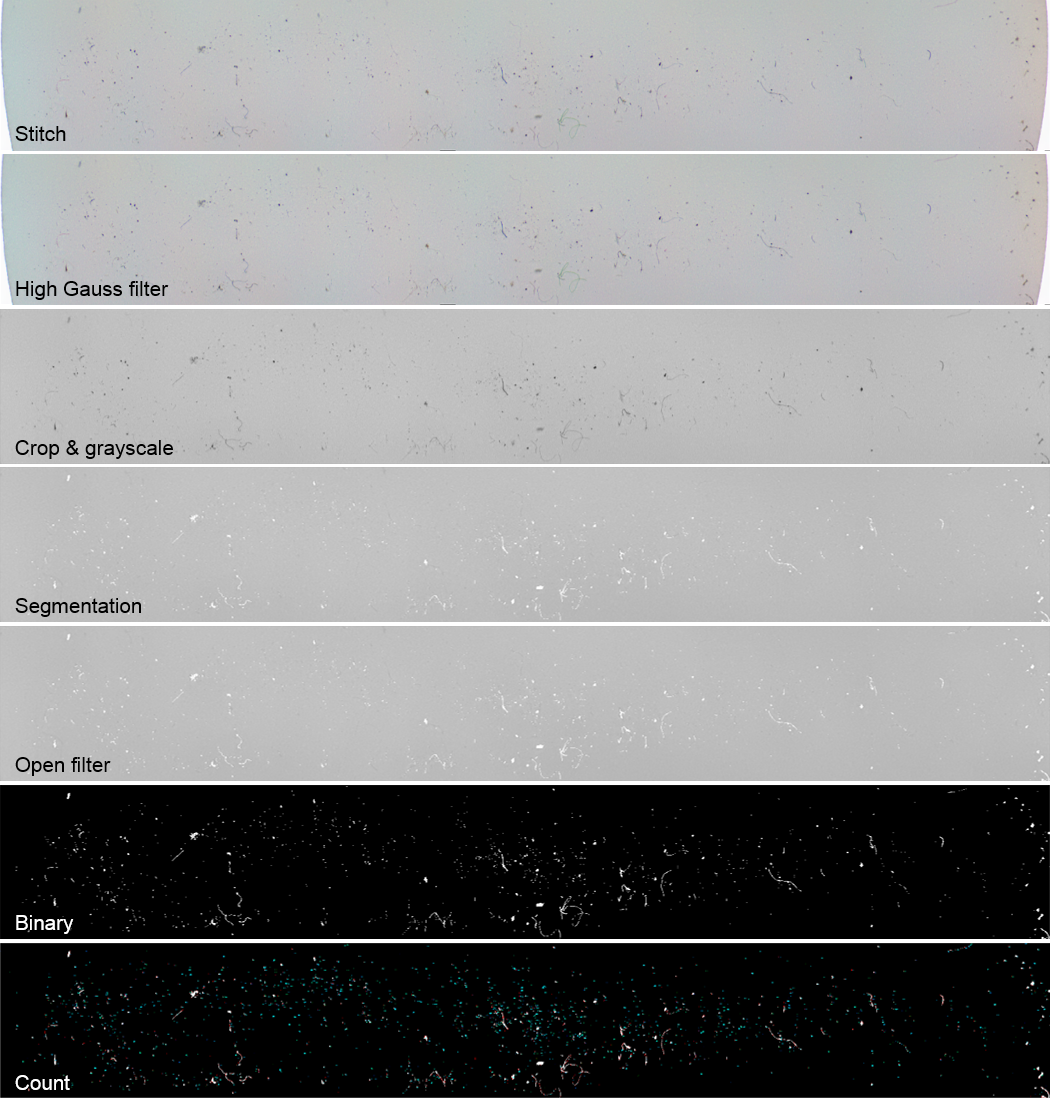 Stitch
High Gauss filter
Crop & grayscale
Segmentation
Open filter
Binary
Count